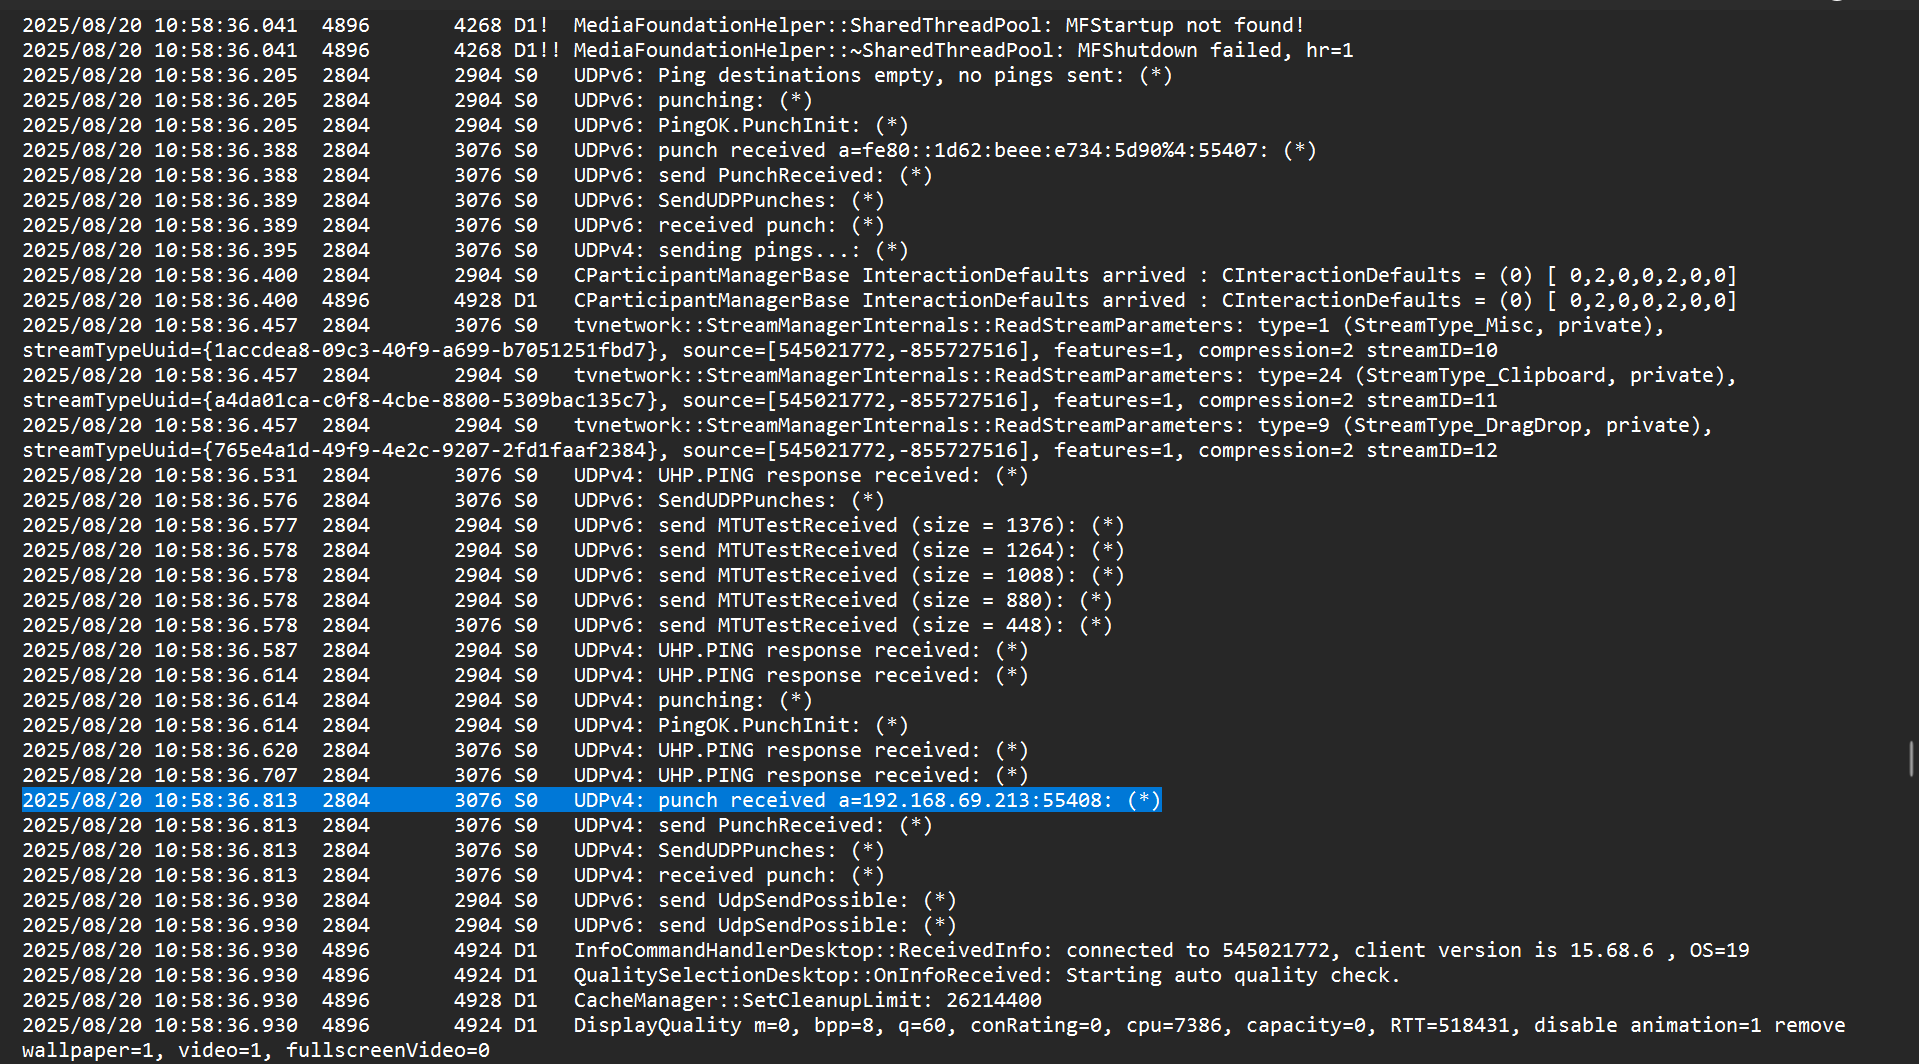 2025/08/20 10:58:36.041  4896       4268 D1!  MediaFoundationHelper::SharedThreadPool: MFStartup not found!
2025/08/20 10:58:36.041  4896       4268 D1!! MediaFoundationHelper::~SharedThreadPool: MFShutdown failed, hr=1
2025/08/20 10:58:36.205  2804       2904 S0   UDPv6: Ping destinations empty, no pings sent: (*)
2025/08/20 10:58:36.205  2804       2904 S0   UDPv6: punching: (*)
2025/08/20 10:58:36.205  2804       2904 S0   UDPv6: PingOK.PunchInit: (*)
2025/08/20 10:58:36.388  2804       3076 S0   UDPv6: punch received a=fe80::1d62:beee:e734:5d90%4:55407: (*)
2025/08/20 10:58:36.388  2804       3076 S0   UDPv6: send PunchReceived: (*)
2025/08/20 10:58:36.389  2804       3076 S0   UDPv6: SendUDPPunches: (*)
2025/08/20 10:58:36.389  2804       3076 S0   UDPv6: received punch: (*)
2025/08/20 10:58:36.395  2804       3076 S0   UDPv4: sending pings...: (*)
2025/08/20 10:58:36.400  2804       2904 S0   CParticipantManagerBase InteractionDefaults arrived : CInteractionDefaults = (0) [ 0,2,0,0,2,0,0]
2025/08/20 10:58:36.400  4896       4928 D1   CParticipantManagerBase InteractionDefaults arrived : CInteractionDefaults = (0) [ 0,2,0,0,2,0,0]
2025/08/20 10:58:36.457  2804       3076 S0   tvnetwork::StreamManagerInternals::ReadStreamParameters: type=1 (StreamType_Misc, private),
streamTypeUuid={1accdea8-09c3-40f9-a699-b7051251fbd7}, source=[545021772,-855727516], features=1, compression=2 streamID=10
2025/08/20 10:58:36.457  2804       2904 S0   tvnetwork::StreamManagerInternals::ReadStreamParameters: type=24 (StreamType_Clipboard, private),
streamTypeUuid={a4da01ca-c0f8-4cbe-8800-5309bac135c7}, source=[545021772,-855727516], features=1, compression=2 streamID=11
2025/08/20 10:58:36.457  2804       2904 S0   tvnetwork::StreamManagerInternals::ReadStreamParameters: type=9 (StreamType_DragDrop, private),
streamTypeUuid={765e4a1d-49f9-4e2c-9207-2fd1faaf2384}, source=[545021772,-855727516], features=1, compression=2 streamID=12
2025/08/20 10:58:36.531  2804       3076 S0   UDPv4: UHP.PING response received: (*)
2025/08/20 10:58:36.576  2804       3076 S0   UDPv6: SendUDPPunches: (*)
2025/08/20 10:58:36.577  2804       2904 S0   UDPv6: send MTUTestReceived (size = 1376): (*)
2025/08/20 10:58:36.578  2804       2904 S0   UDPv6: send MTUTestReceived (size = 1264): (*)
2025/08/20 10:58:36.578  2804       2904 S0   UDPv6: send MTUTestReceived (size = 1008): (*)
2025/08/20 10:58:36.578  2804       2904 S0   UDPv6: send MTUTestReceived (size = 880): (*)
2025/08/20 10:58:36.578  2804       3076 S0   UDPv6: send MTUTestReceived (size = 448): (*)
2025/08/20 10:58:36.587  2804       2904 S0   UDPv4: UHP.PING response received: (*)
2025/08/20 10:58:36.614  2804       2904 S0   UDPv4: UHP.PING response received: (*)
2025/08/20 10:58:36.614  2804       2904 S0   UDPv4: punching: (*)
2025/08/20 10:58:36.614  2804       2904 S0   UDPv4: PingOK.PunchInit: (*)
2025/08/20 10:58:36.620  2804       3076 S0   UDPv4: UHP.PING response received: (*)
2025/08/20 10:58:36.707  2804       3076 S0   UDPv4: UHP.PING response received: (*)
2025/08/20 10:58:36.813  2804       3076 S0   UDPv4: punch received a=192.168.69.213:55408: (*)
2025/08/20 10:58:36.813  2804       3076 S0   UDPv4: send PunchReceived: (*)
2025/08/20 10:58:36.813  2804       3076 S0   UDPv4: SendUDPPunches: (*)
2025/08/20 10:58:36.813  2804       3076 S0   UDPv4: received punch: (*)
2025/08/20 10:58:36.930  2804       2904 S0   UDPv6: send UdpSendPossible: (*)
2025/08/20 10:58:36.930  2804       2904 S0   UDPv6: send UdpSendPossible: (*)
2025/08/20 10:58:36.930  4896       4924 D1   InfoCommandHandlerDesktop::ReceivedInfo: connected to 545021772, client version is 15.68.6 , OS=19
2025/08/20 10:58:36.930  4896       4924 D1   QualitySelectionDesktop::OnInfoReceived: Starting auto quality check.
2025/08/20 10:58:36.930  4896       4928 D1   CacheManager::SetCleanupLimit: 26214400
2025/08/20 10:58:36.930  4896       4924 D1   DisplayQuality m=0, bpp=8, q=60, conRating=0, cpu=7386, capacity=0, RTT=518431, disable animation=1 remove
wallpaper=1, video=1, fullscreenVideo=0